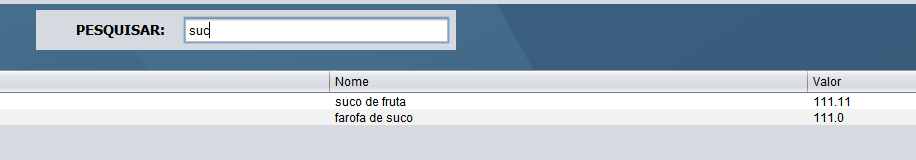 PESQUISAR: suc
Nome Valor
suco de fruta 111.11
farofa de suco 111.0